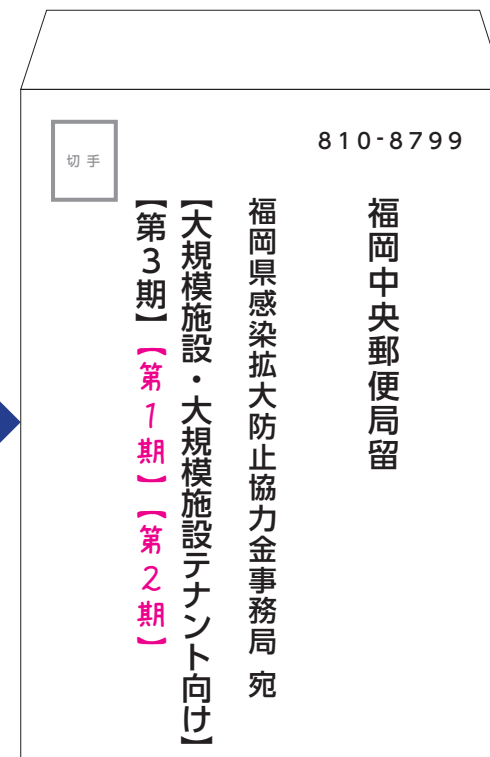 切手
810-8799
福岡中央郵便局留
福岡県感染拡大防止協力金事務局 宛
【大規模施設・大規模施設テナント向け】
【第3期】【第1期】【第2期】